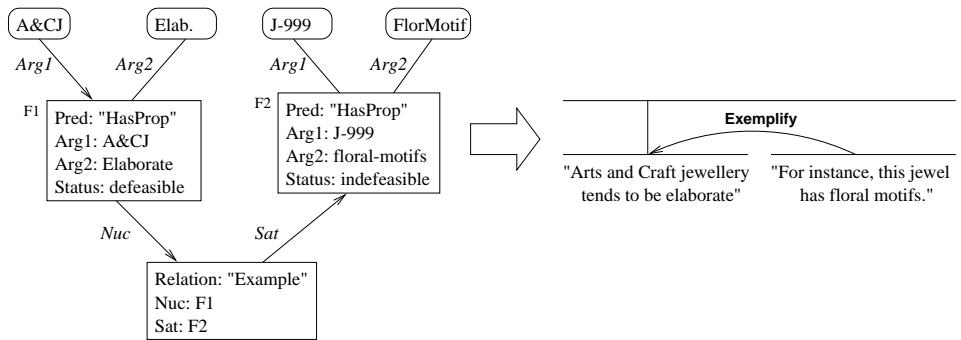 A&CJ
Elab.
J-999
FlorMotif
Arg1
Arg2
Arg1
Arg2
F1
Pred: "HasProp"
Arg1: A&CJ
Arg2: Elaborate
Status: defeasible
F2
Pred: "HasProp"
Arg1: J-999
Arg2: floral-motifs
Status: indefeasible
Nuc
Sat
Relation: "Example"
Nuc: F1
Sat: F2
Exemplify
"Arts and Craft jewellery
tends to be elaborate"
"For instance, this jewel
has floral motifs."